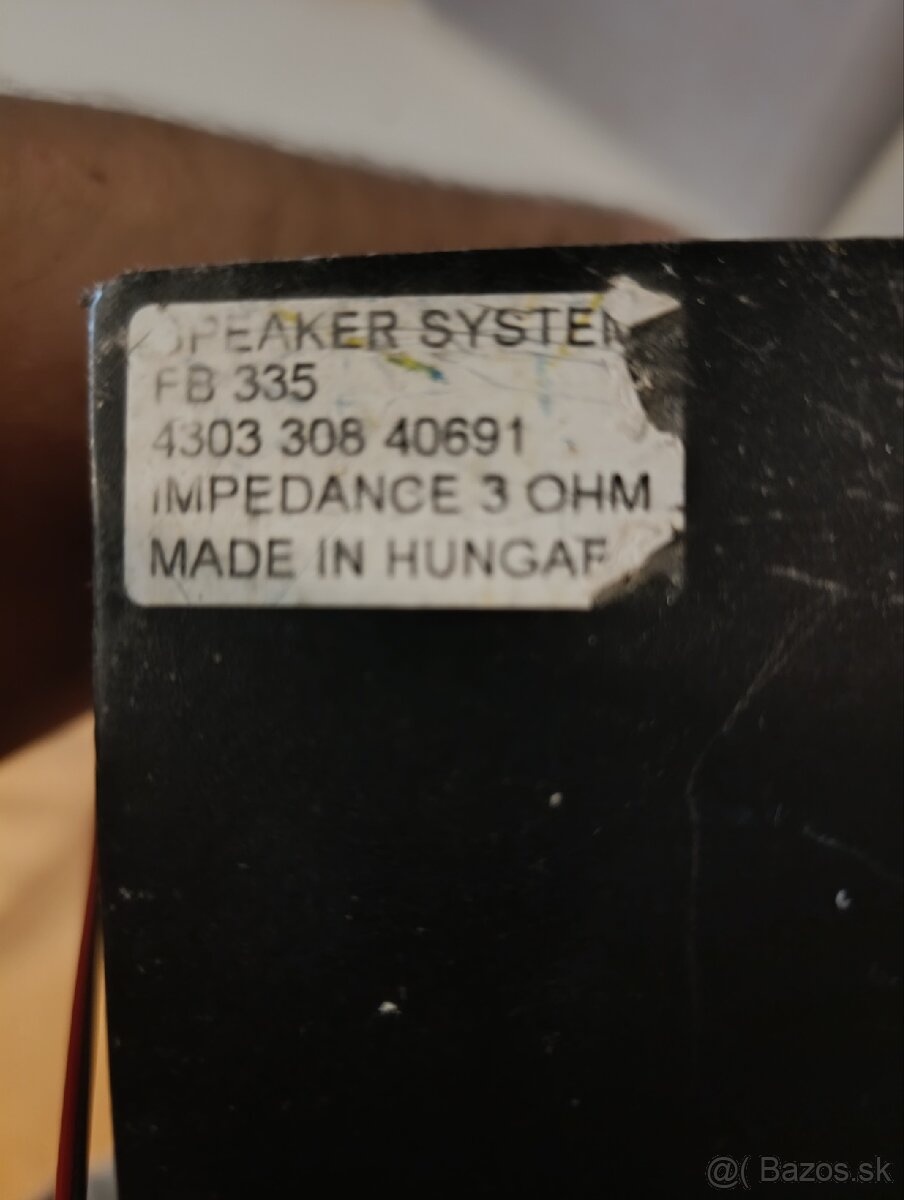 SPEAKER SYSTEM
FB 335
4303 308 40691
IMPEDANCE 3 OHM
MADE IN HUNGAR
@( Bazos.sk